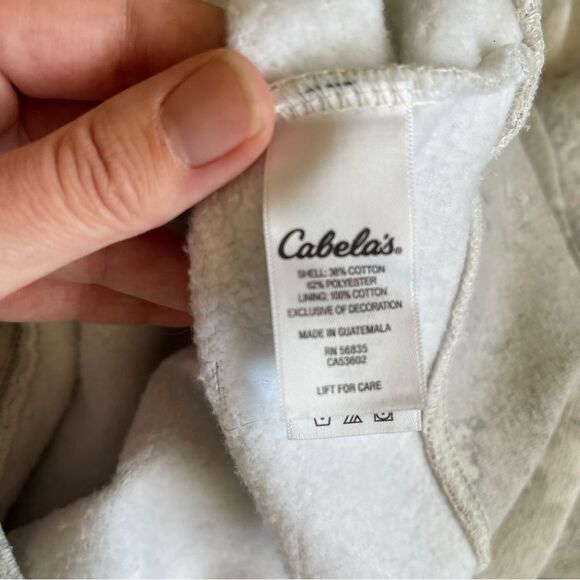 Cabela's®
SHELL: 38% COTTON
62% POLYESTER
LINING: 100% COTTON
EXCLUSIVE OF DECORATION
MADE IN GUATEMALA
RN 56835
CA53802
LIFT FOR CARE